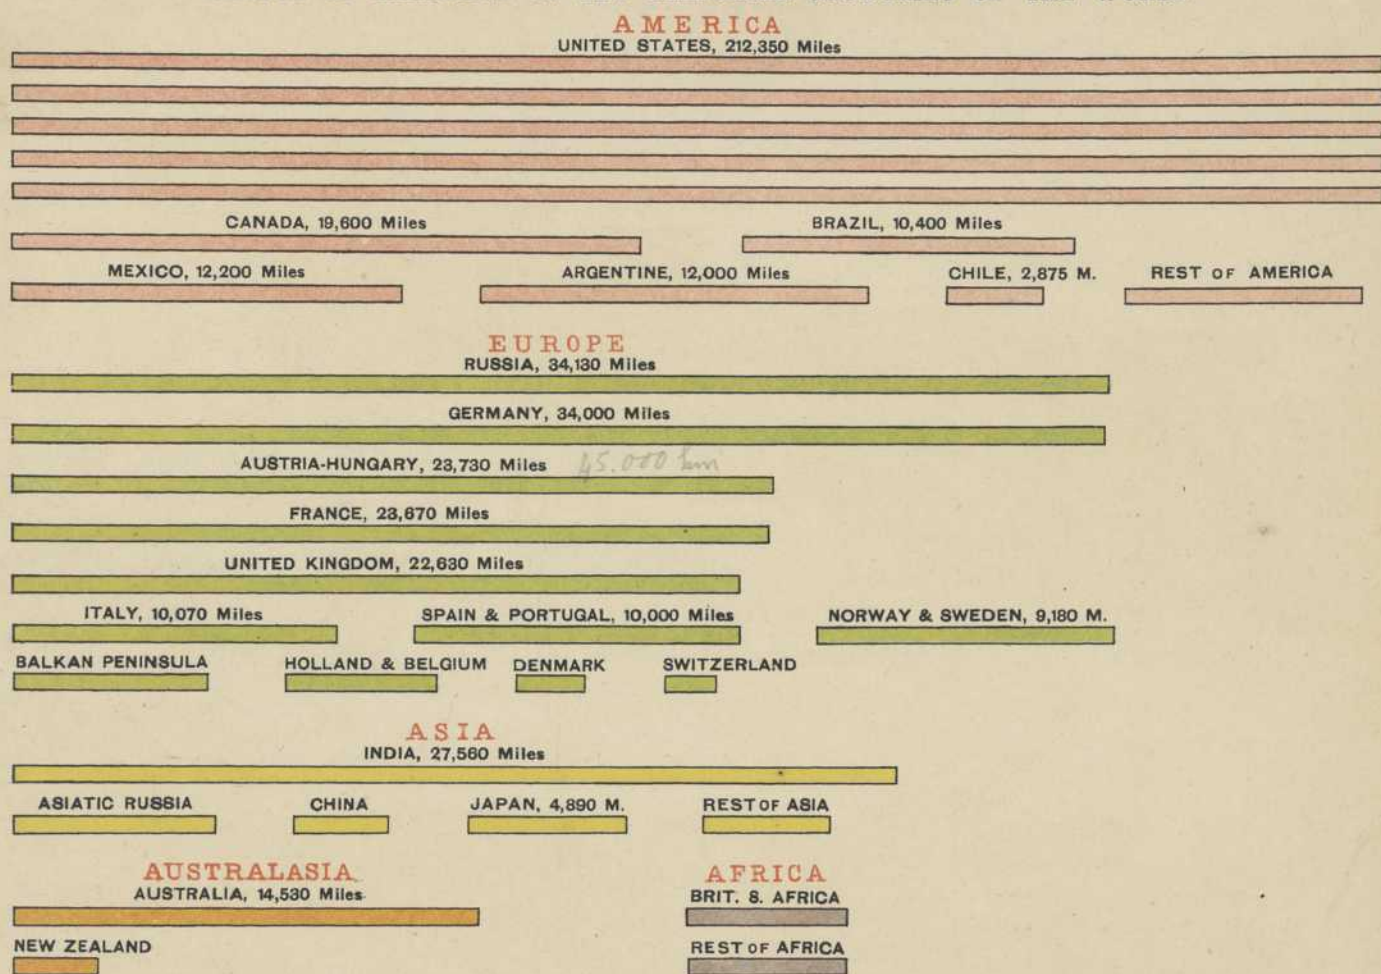 AMERICA
UNITED STATES, 212,350 Miles
CANADA, 19,600 Miles
BRAZIL, 10,400 Miles
MEXICO, 12,200 Miles
ARGENTINE, 12,000 Miles
CHILE, 2,875 M.
REST OF AMERICA
EUROPE
RUSSIA, 34,130 Miles
GERMANY, 34,000 Miles
AUSTRIA-HUNGARY, 23,730 Miles
45.000 km
FRANCE, 23,670 Miles
UNITED KINGDOM, 22,630 Miles
ITALY, 10,070 Miles
SPAIN & PORTUGAL, 10,000 Miles
NORWAY & SWEDEN, 9,180 M.
BALKAN PENINSULA
HOLLAND & BELGIUM
DENMARK
SWITZERLAND
ASIA
INDIA, 27,560 Miles
ASIATIC RUSSIA
CHINA
JAPAN, 4,890 M.
REST OF ASIA
AUSTRALASIA
AUSTRALIA, 14,530 Miles
AFRICA
BRIT. S. AFRICA
NEW ZEALAND
REST OF AFRICA